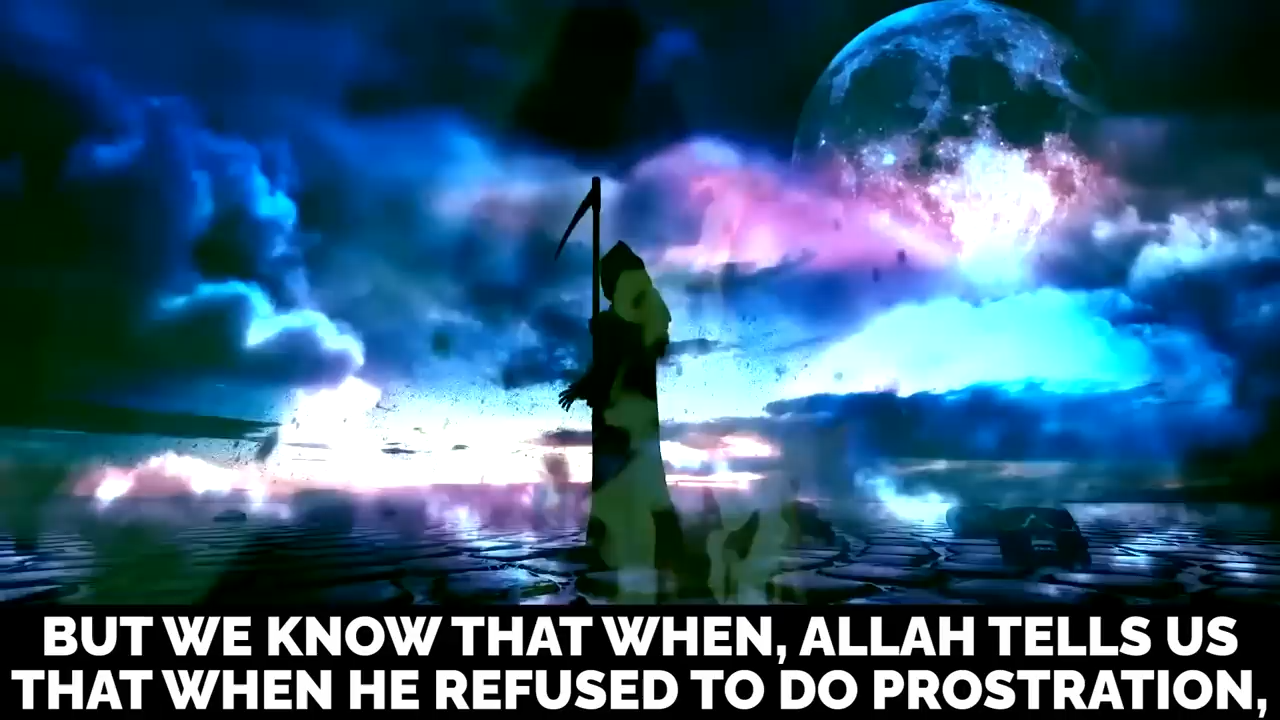 BUT WE KNOW THAT WHEN, ALLAH TELLS US
THAT WHEN HE REFUSED TO DO PROSTRATION,